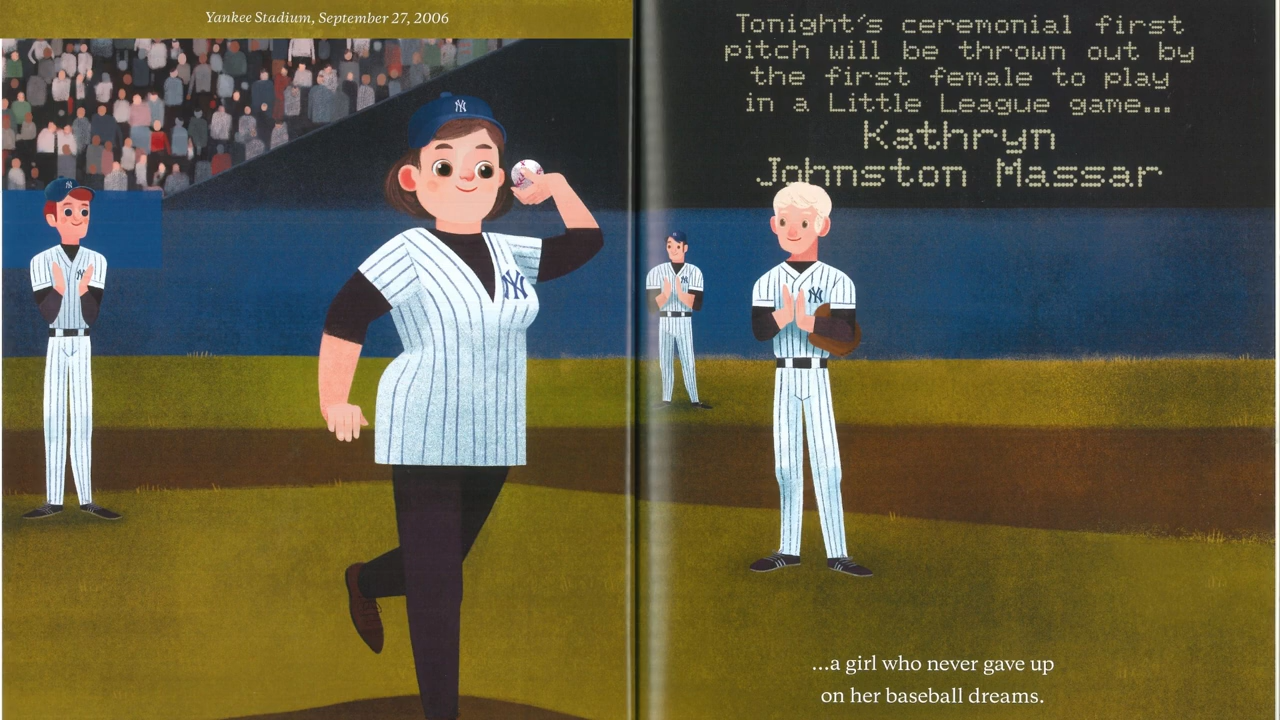 Yankee Stadium, September 27, 2006
Tonight's ceremonial first
pitch will be thrown out by
the first female to play
in a Little League game...
Kathryn
Johnston Massar
...a girl who never gave up
on her baseball dreams.